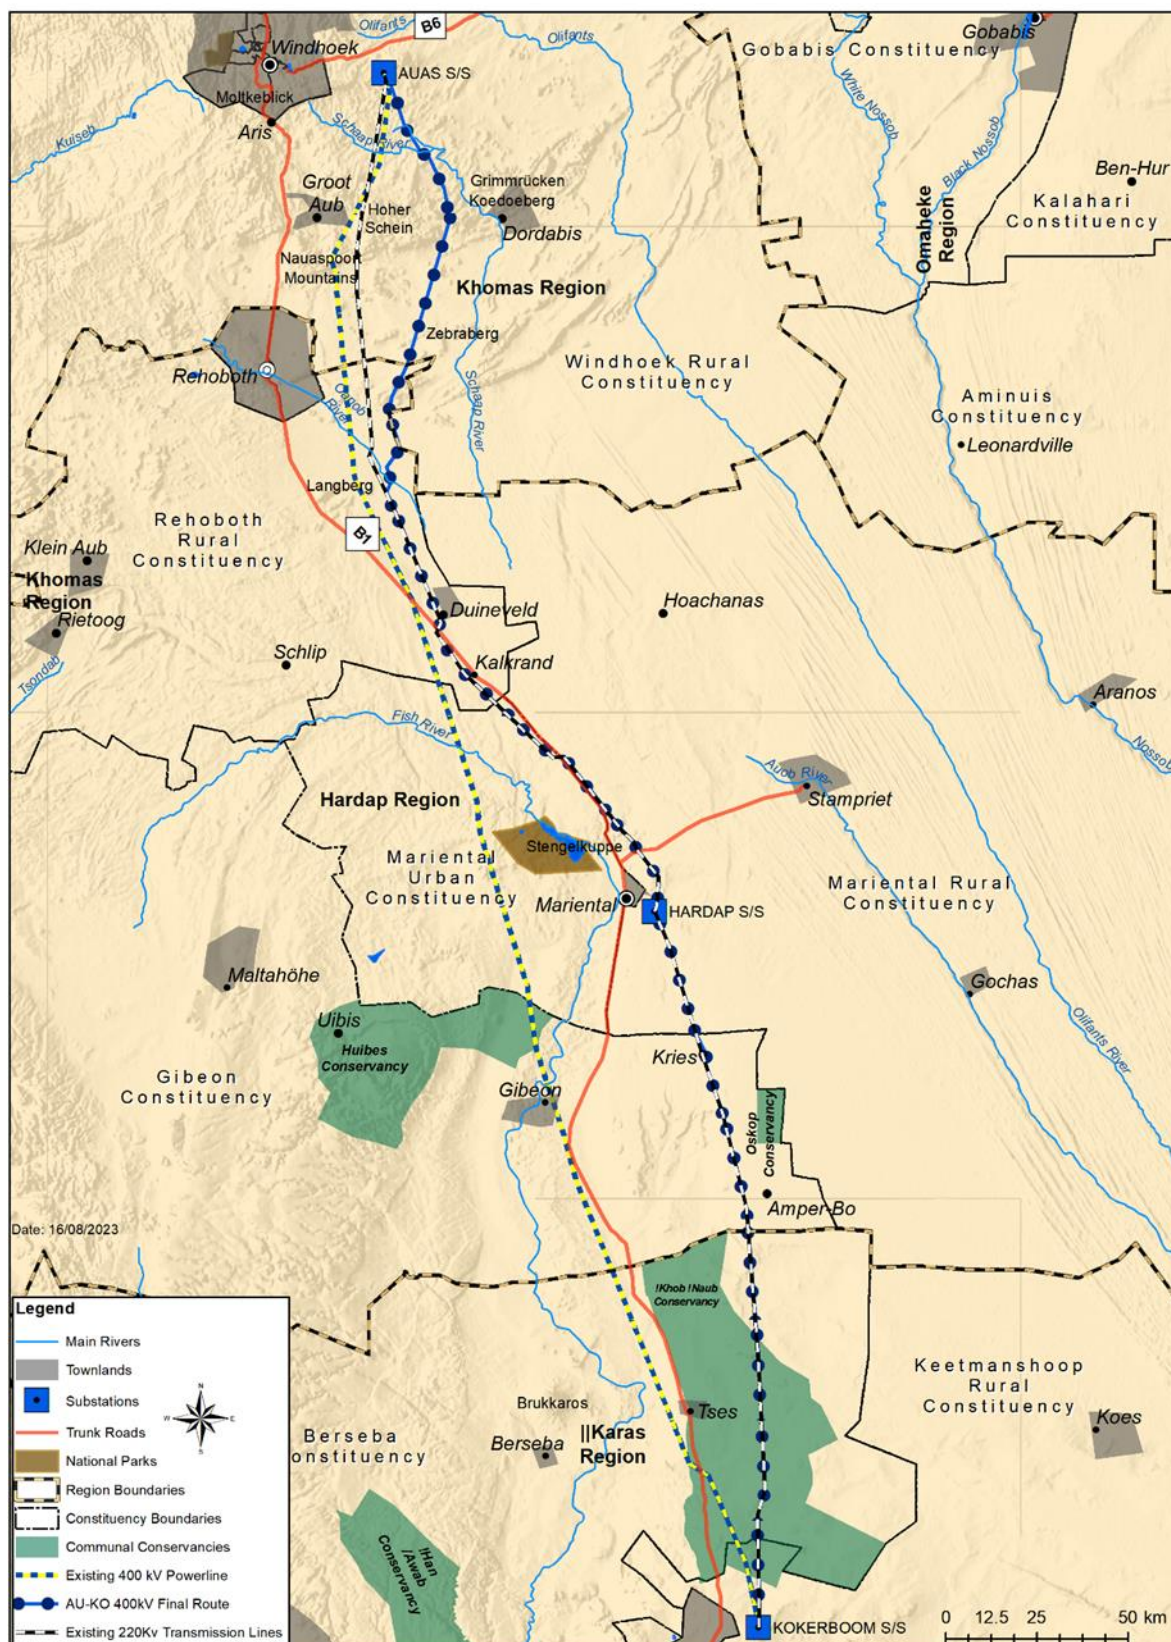 Windhoek
Olifants
B6
Olifants
Gobabis
Gobabis Constituency
AUAS S/S
Moltkeblick
Aris
Kuiseb
Schaap River
White Nossob
Black Nossob
Ben-Hur
Kalahari
Constituency
Omaheke
Region
Groot
Aub
Hoher
Schein
Grimmrücken
Koedoeberg
Dordabis
Nauaspoort
Mountains
Khomas Region
Zebraberg
Windhoek Rural
Constituency
Rehoboth
Oanob
River
Schaap River
Aminuis
Constituency
Leonardville
Langberg
Rehoboth
Rural
Constituency
B1
Klein Aub
Khomas
Region
Rietoog
Tsondab
Duineveld
Hoachanas
Schlip
Kalkrand
Aranos
Nossob
Fish River
Auob River
Stampriet
Hardap Region
Stengelkuppe
Mariental
Urban
Constituency
Mariental
HARDAP S/S
Mariental Rural
Constituency
Maltahöhe
Gochas
Olifants River
Uibis
Huibes
Conservancy
Kries
Gibeon
Constituency
Gibeon
Oskop
Conservancy
Amper-Bo
Date: 16/08/2023
!Khob !Naub
Conservancy
Keetmanshoop
Rural
Constituency
Koes
Tses
Brukkaros
Berseba
||Karas
Region
Berseba
onstituency
!Han
/Awab
Conservancy
KOKERBOOM S/S
Legend
Main Rivers
Townlands
Substations
Trunk Roads
National Parks
Region Boundaries
Constituency Boundaries
Communal Conservancies
Existing 400 kV Powerline
AU-KO 400kV Final Route
Existing 220Kv Transmission Lines
N
W E
S
0 12.5 25 50 km